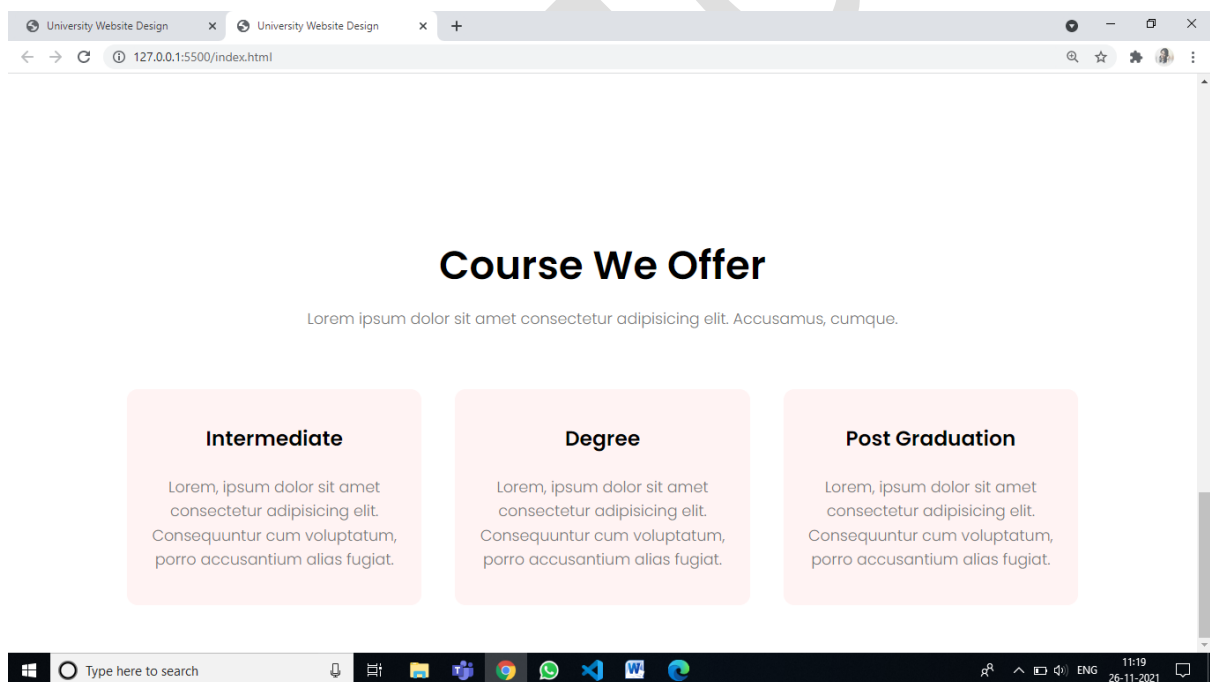 University Website Design
University Website Design
127.0.0.1:5500/index.html
Course We Offer
Lorem ipsum dolor sit amet consectetur adipisicing elit. Accusamus, cumque.
Intermediate
Lorem, ipsum dolor sit amet
consectetur adipisicing elit.
Consequuntur cum voluptatum,
porro accusantium alias fugiat.
Degree
Lorem, ipsum dolor sit amet
consectetur adipisicing elit.
Consequuntur cum voluptatum,
porro accusantium alias fugiat.
Post Graduation
Lorem, ipsum dolor sit amet
consectetur adipisicing elit.
Consequuntur cum voluptatum,
porro accusantium alias fugiat.
Type here to search
ENG
11:19
26-11-2021